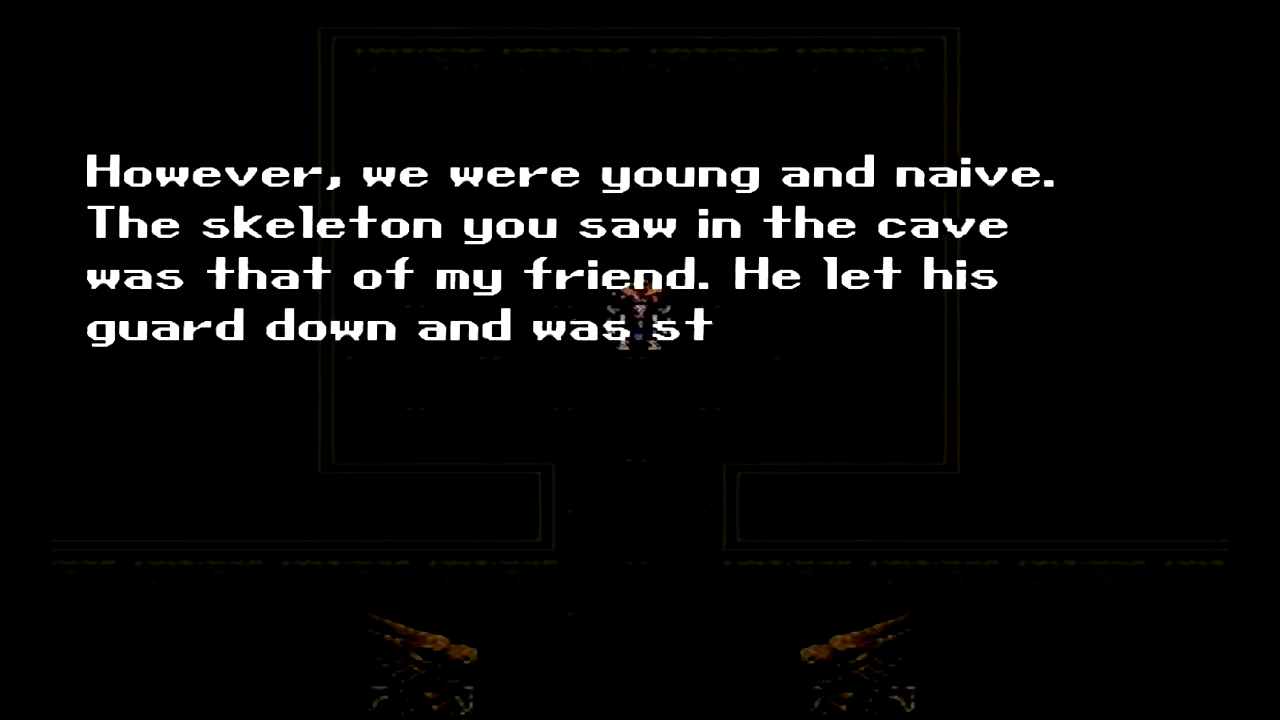 However, we were young and naive.
The skeleton you saw in the cave
was that of my friend. He let his
guard down and was st